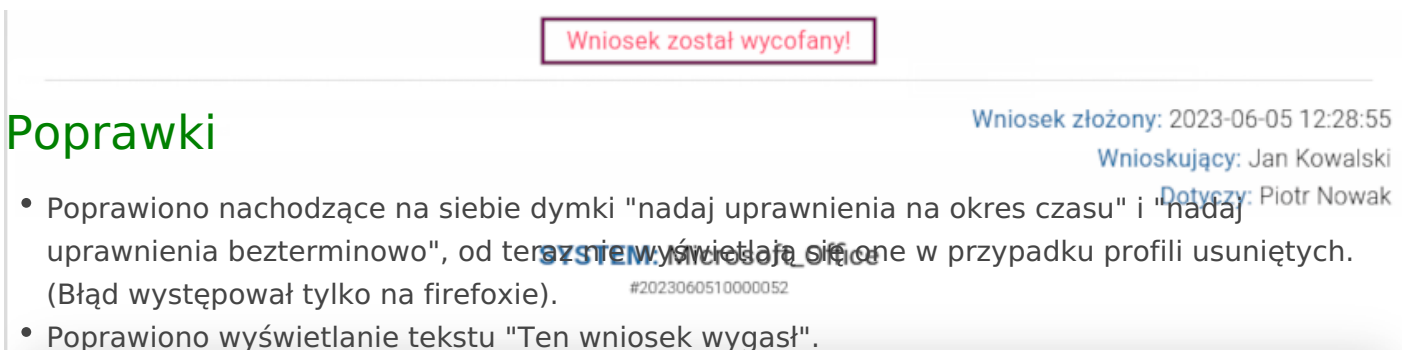 Wniosek został wycofany!
Wniosek złożony: 2023-06-05 12:28:55
Poprawki
Wnioskujący: Jan Kowalski
Dotyczy: Piotr Nowak
• Poprawiono nachodzące na siebie dymki "nadaj uprawnienia na okres czasu" i "nadaj
uprawnienia bezterminowo", od teraz nie wyświetlają się one w przypadku profili usuniętych.
SYSTEM: Microsoft_Office
#2023060510000052
(Błąd występował tylko na firefoxie).
• Poprawiono wyświetlanie tekstu "Ten wniosek wygasł".